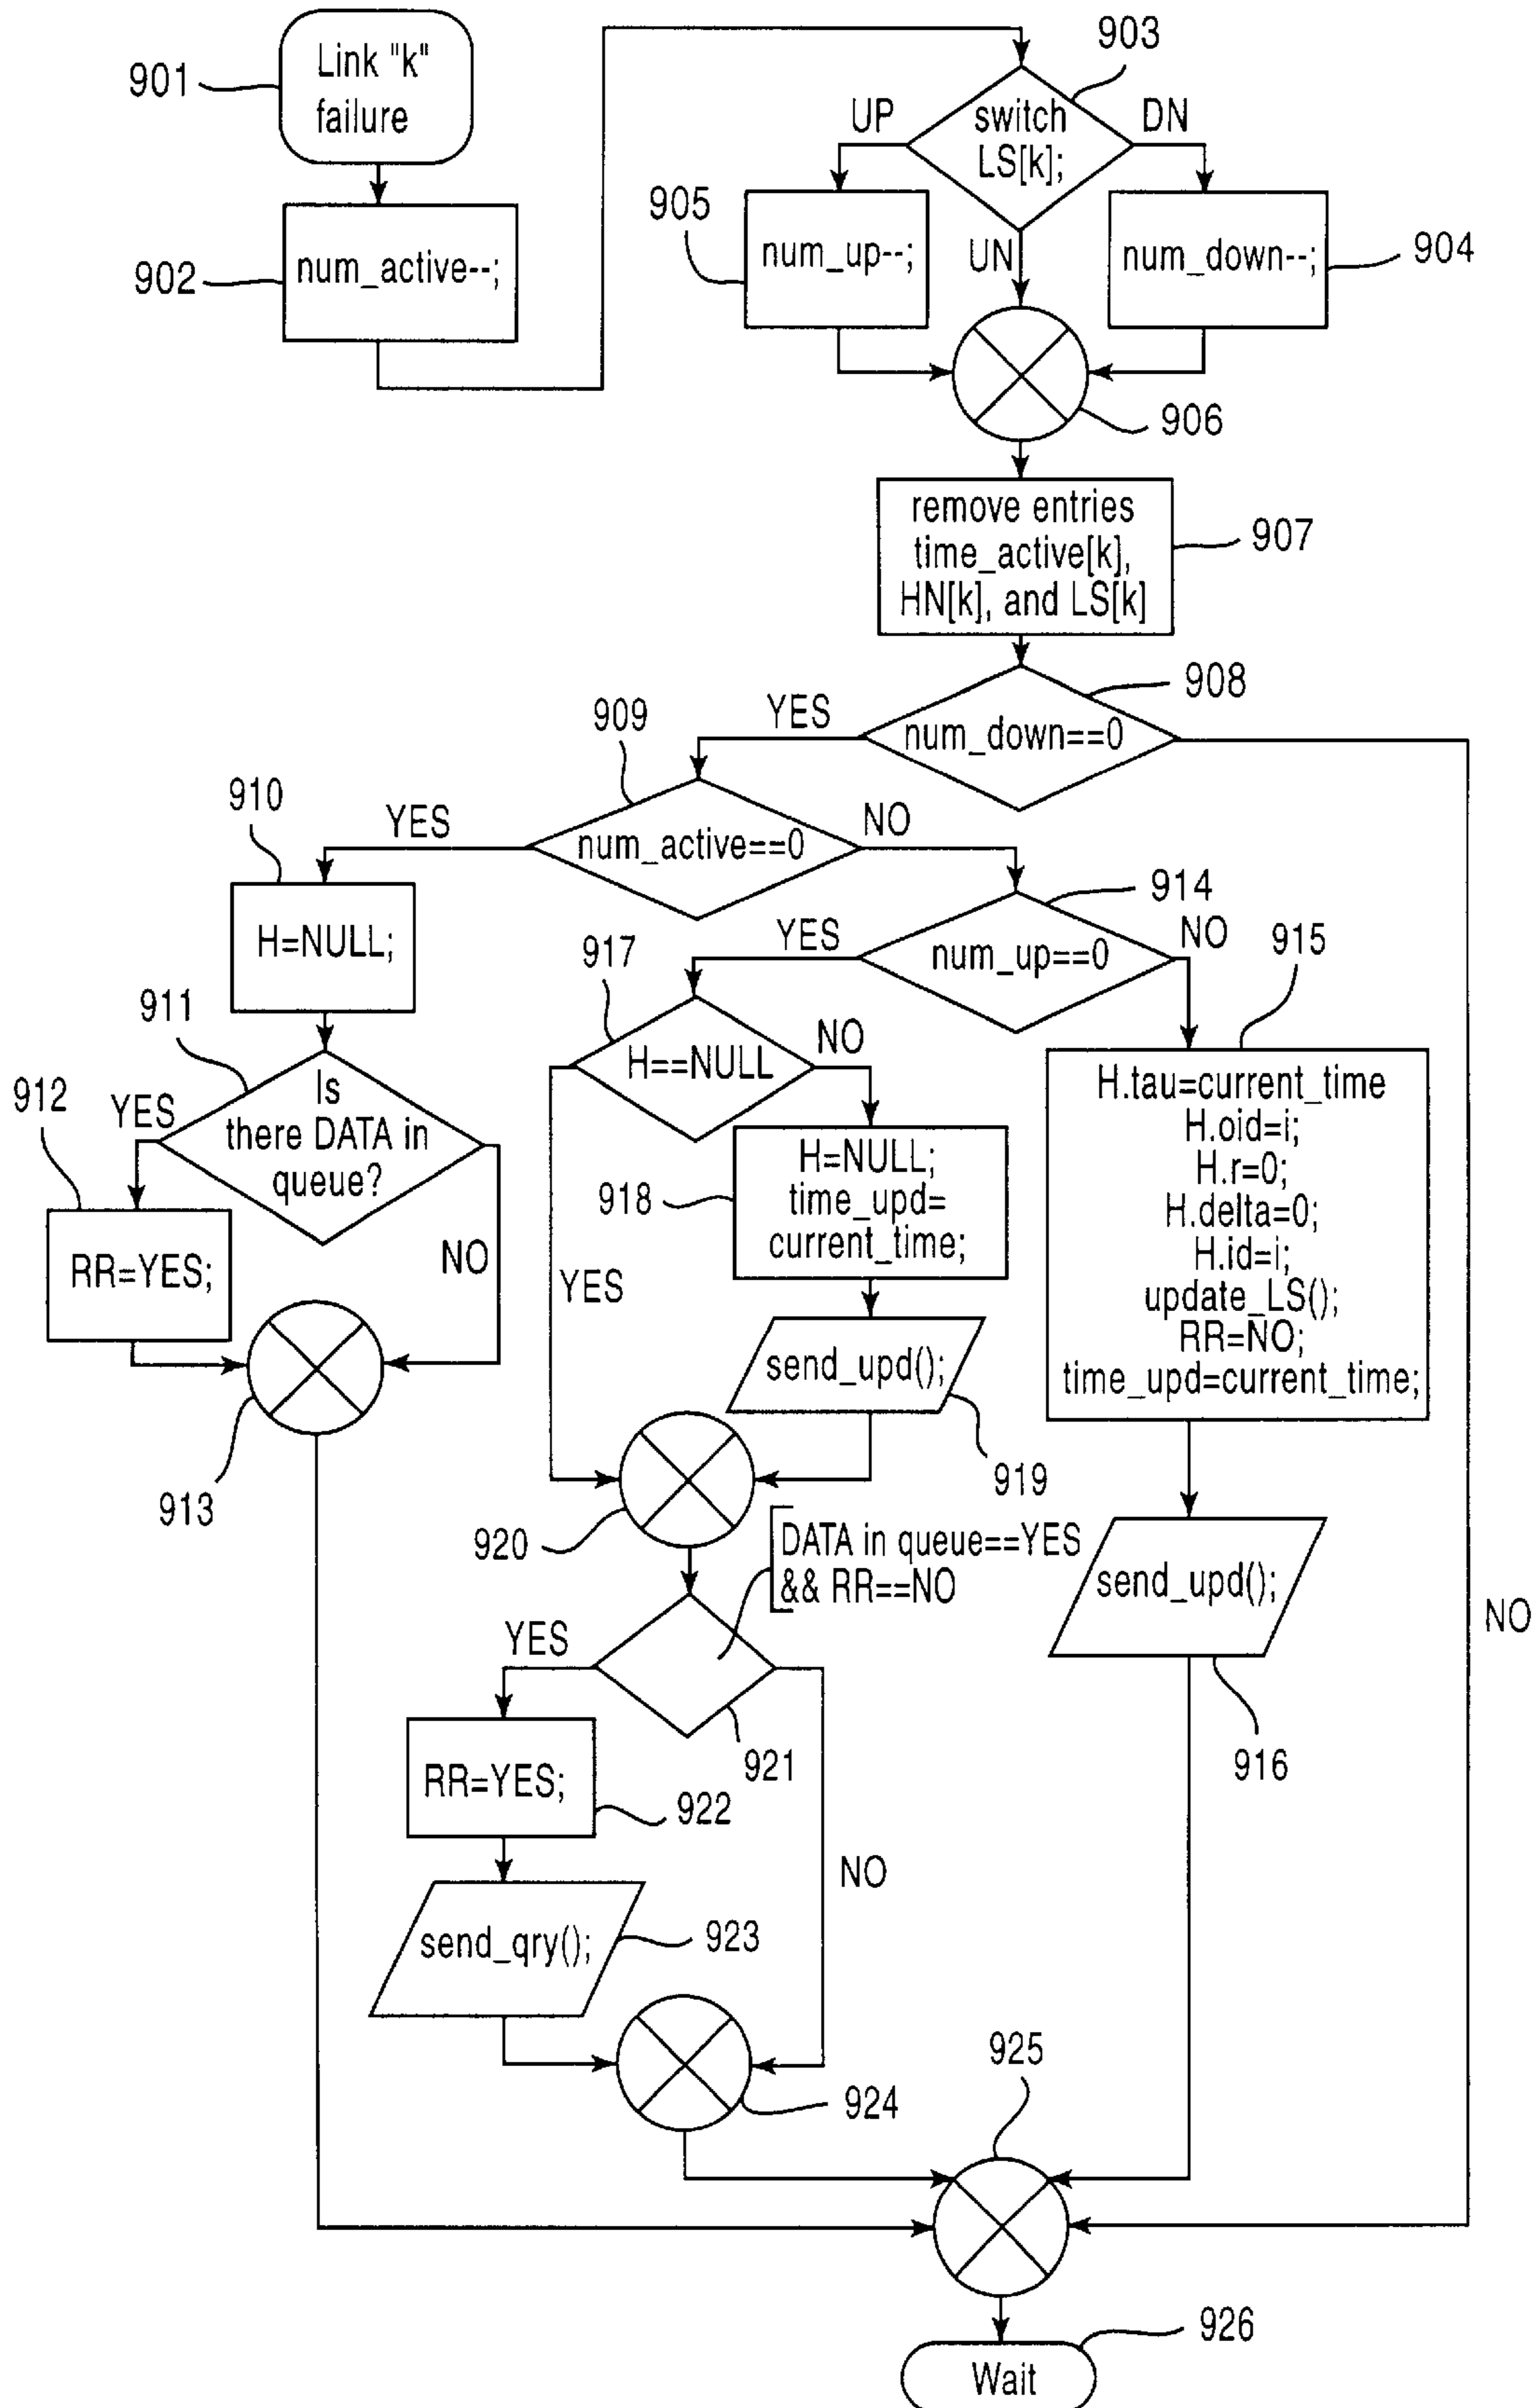 901
Link "k"
failure
902
num_active--;
903
switch
LS[k];
UP
DN
UN
905
num_up--;
num_down--;
904
906
remove entries
time_active[k],
HN[k], and LS[k]
907
908
num_down==0
YES
NO
909
num_active==0
YES
NO
910
H=NULL;
911
Is
there DATA in
queue?
YES
NO
912
RR=YES;
913
914
num_up==0
YES
NO
915
H.tau=current_time
H.oid=i;
H.r=0;
H.delta=0;
H.id=i;
update_LS();
RR=NO;
time_upd=current_time;
send_upd();
916
917
H==NULL
NO
YES
918
H=NULL;
time_upd=
current_time;
send_upd();
919
920
DATA in queue==YES
&& RR==NO
921
YES
NO
RR=YES;
922
send_qry();
923
924
925
926
Wait